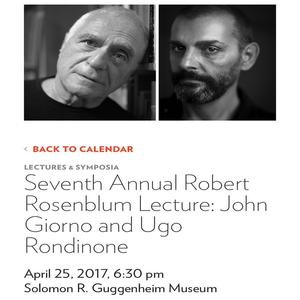 < BACK TO CALENDAR
LECTURES & SYMPOSIA
Seventh Annual Robert
Rosenblum Lecture: John
Giorno and Ugo
Rondinone
April 25, 2017, 6:30 pm
Solomon R. Guggenheim Museum